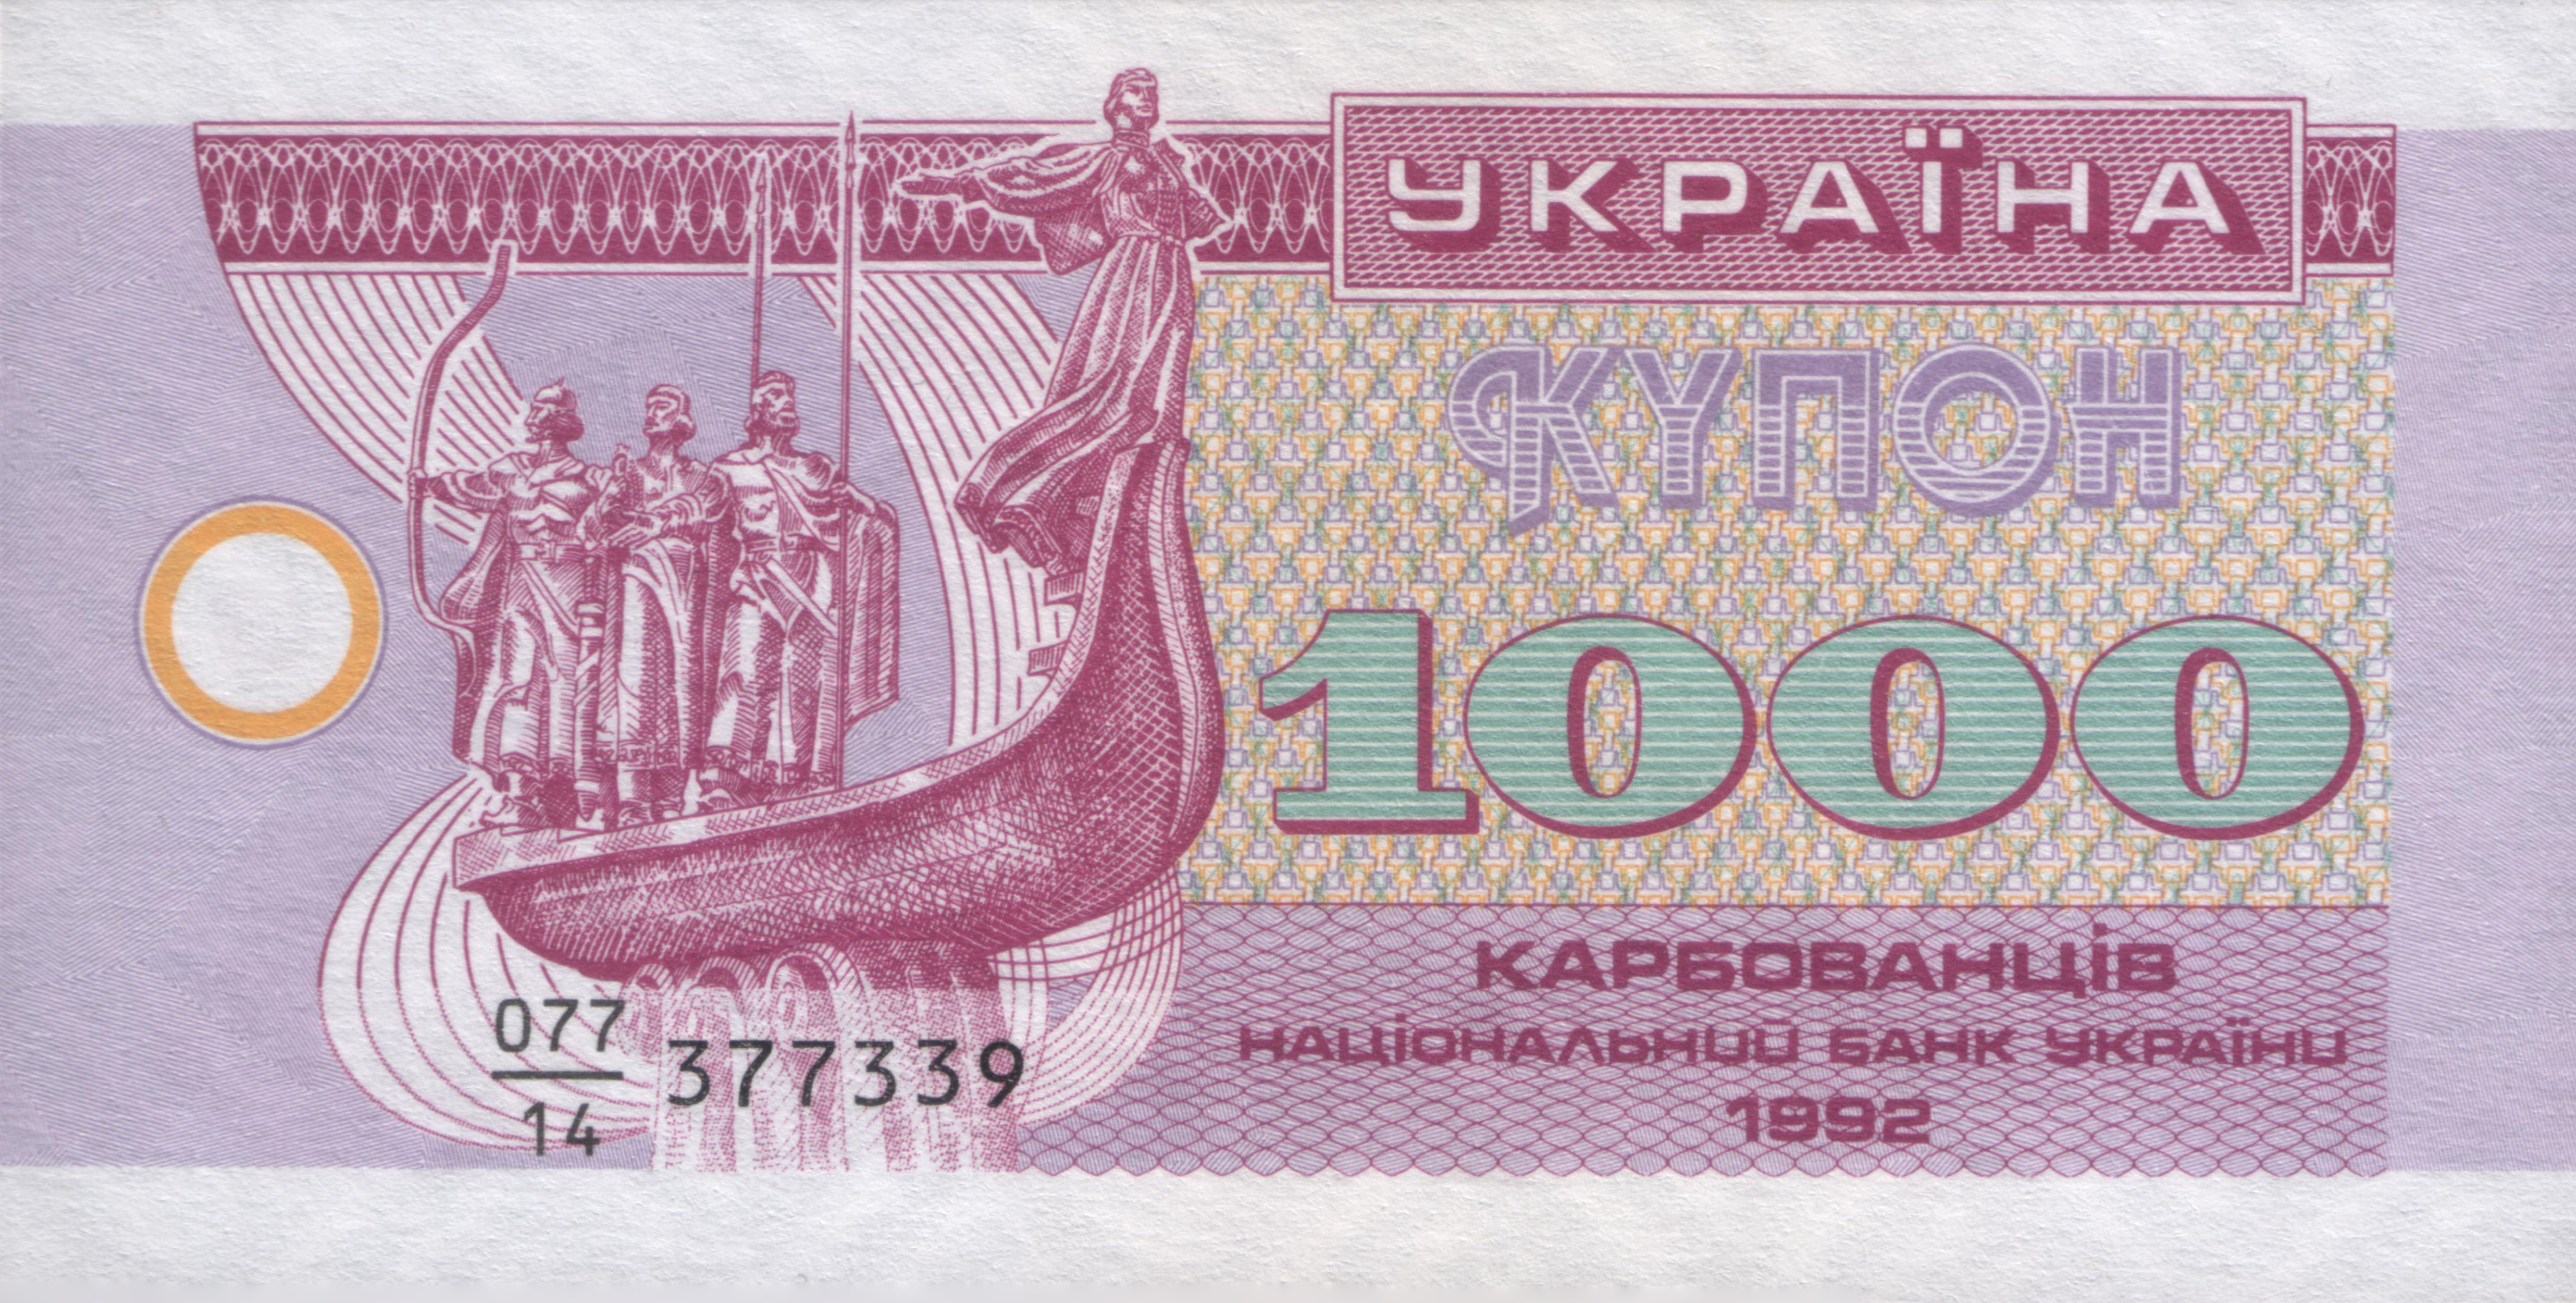 УКРАЇНА
КУПОН
1000
КАРБОВАНЦІВ
НАЦІОНАЛЬНИЙ БАНК УКРАЇНИ
1992
077
14
377339